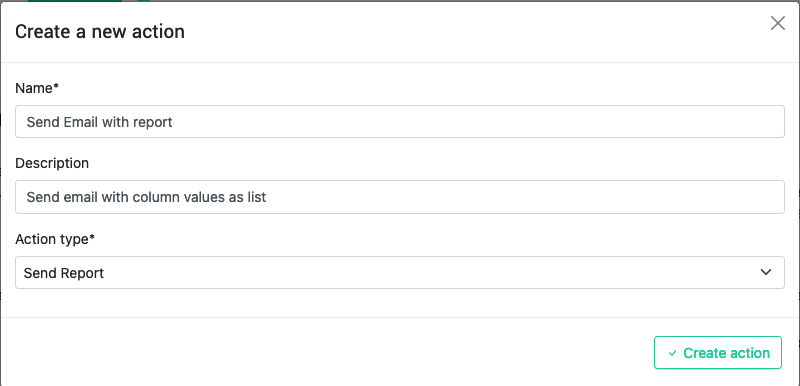 Create a new action
Name*
Send Email with report
Description
Send email with column values as list
Action type*
Send Report
Create action